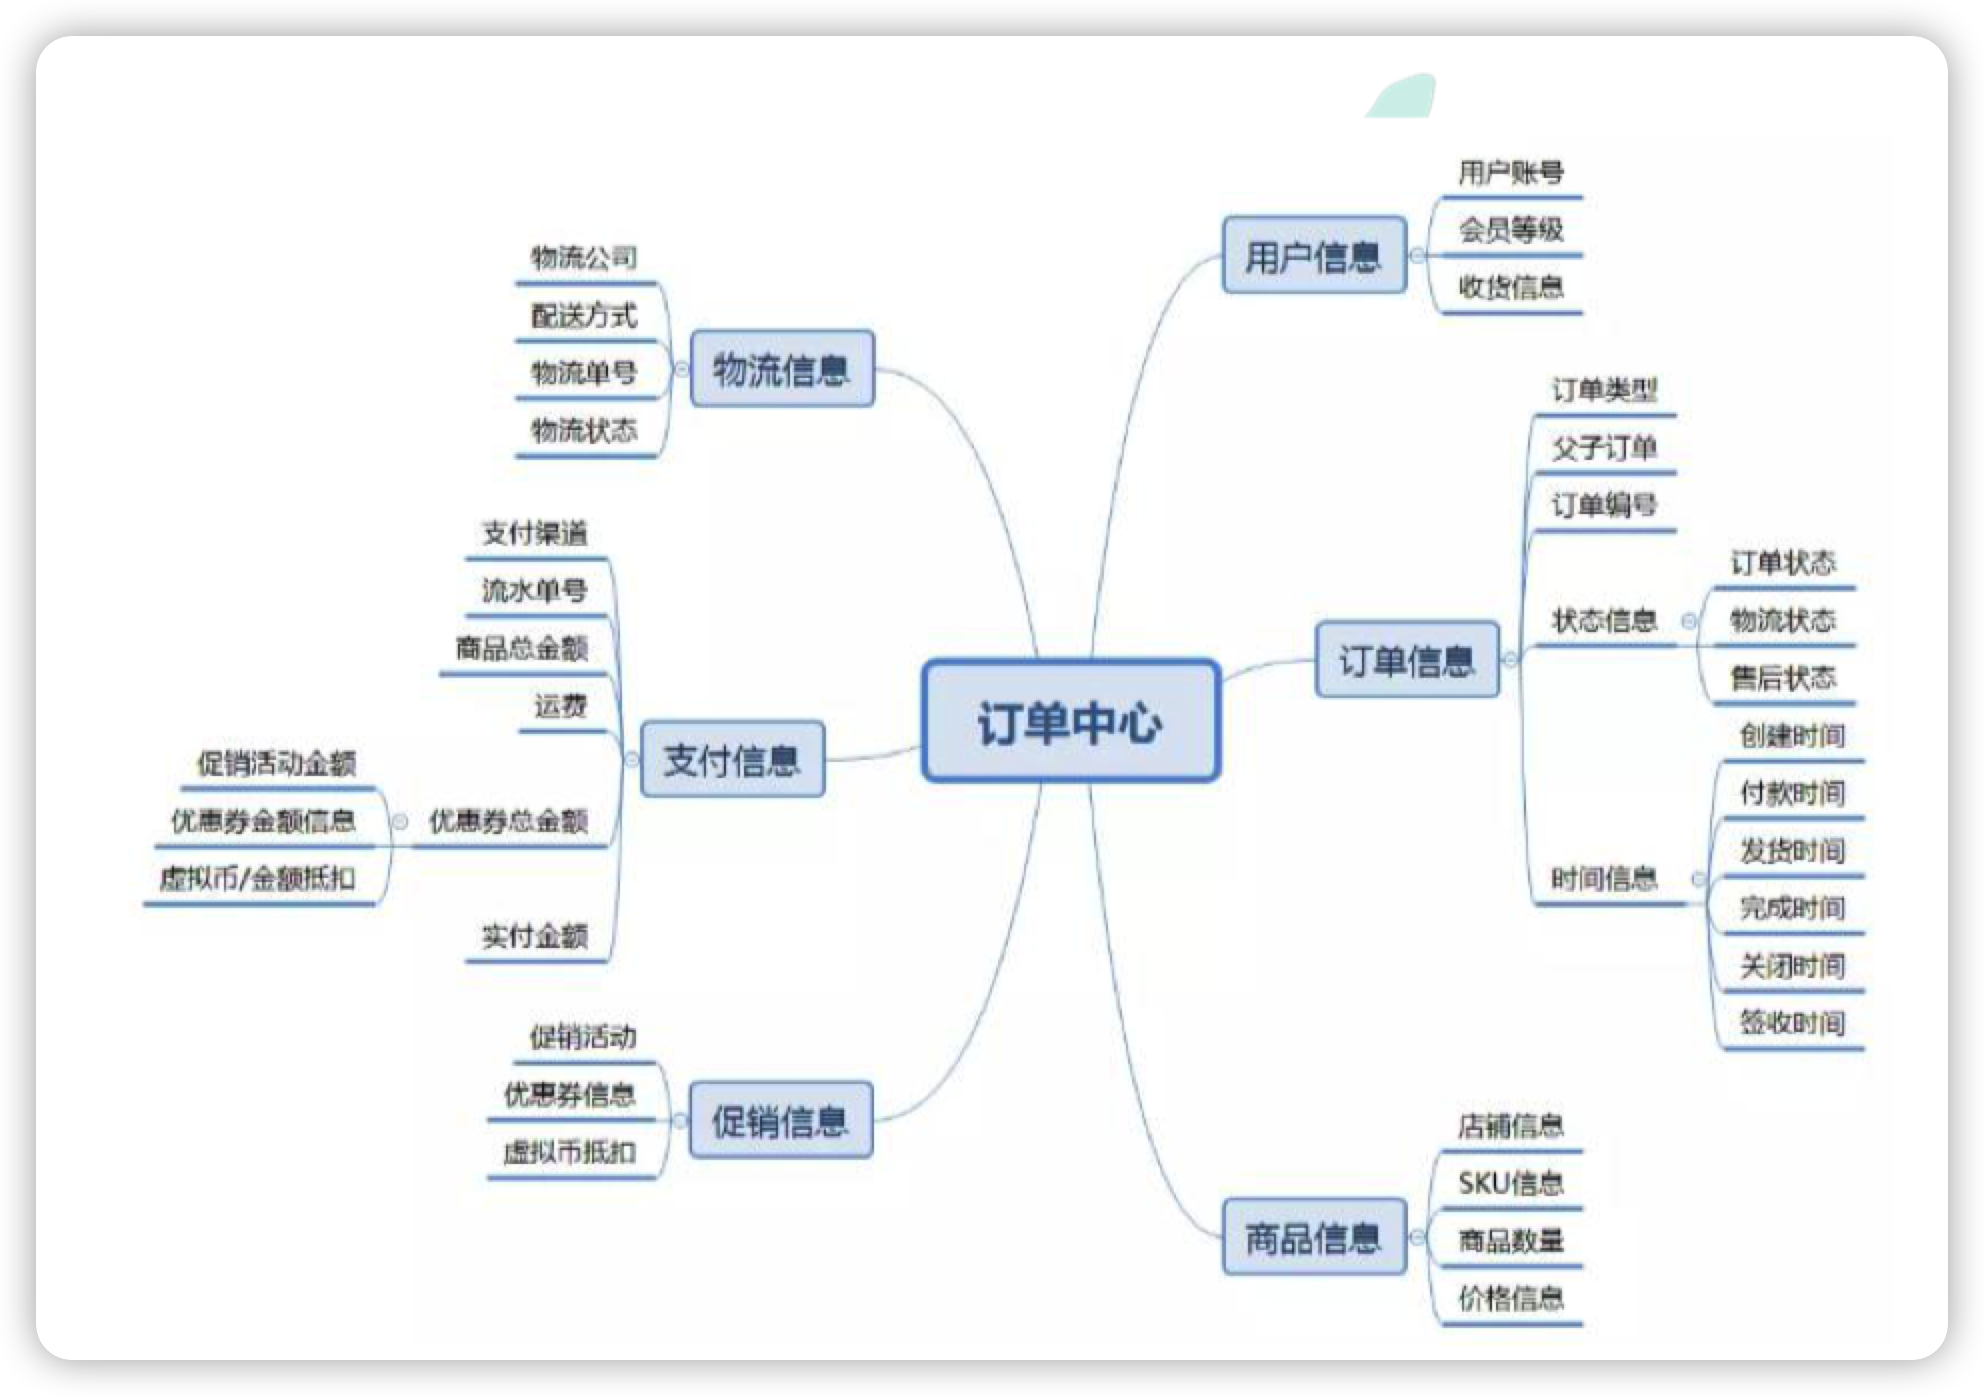 订单中心
用户信息
用户账号
会员等级
收货信息
订单信息
订单类型
父子订单
订单编号
状态信息
订单状态
物流状态
售后状态
时间信息
创建时间
付款时间
发货时间
完成时间
关闭时间
签收时间
商品信息
店铺信息
SKU信息
商品数量
价格信息
物流信息
物流公司
配送方式
物流单号
物流状态
支付信息
支付渠道
流水单号
商品总金额
运费
优惠券总金额
促销活动金额
优惠券金额信息
虚拟币/金额抵扣
实付金额
促销信息
促销活动
优惠券信息
虚拟币抵扣